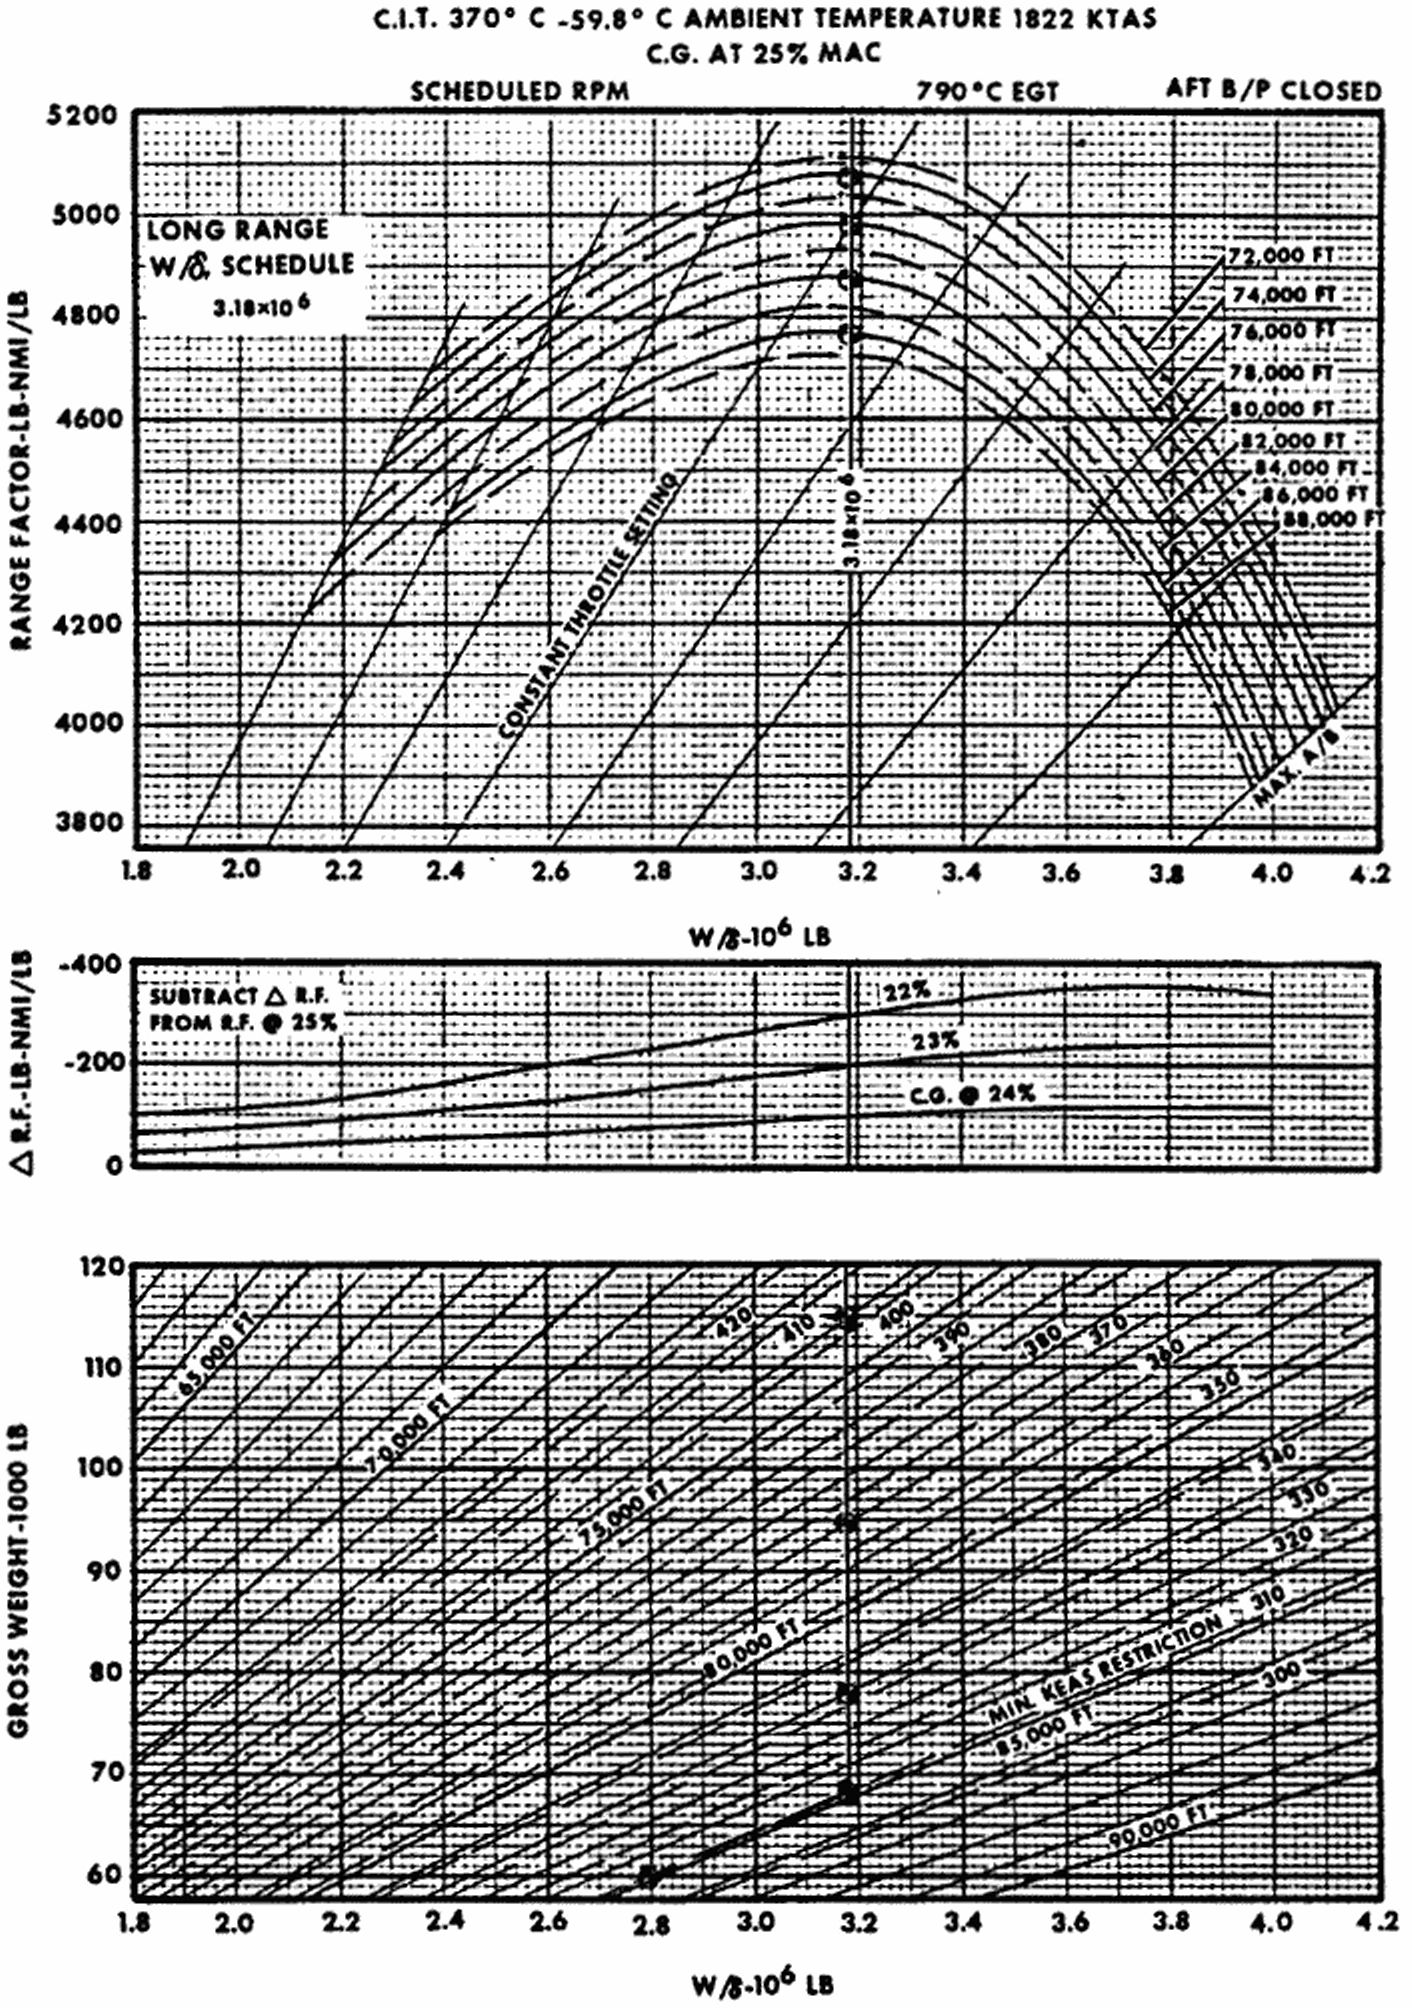 C.I.T. 370° C -59.8° C AMBIENT TEMPERATURE 1822 KTAS
C.G. AT 25% MAC
SCHEDULED RPM 790°C EGT AFT B/P CLOSED
RANGE FACTOR-LB-NMI/LB
5200
5000
4800
4600
4400
4200
4000
3800
LONG RANGE
W/δ, SCHEDULE
3.18×10⁶
72,000 FT
74,000 FT
76,000 FT
78,000 FT
80,000 FT
82,000 FT
84,000 FT
86,000 FT
88,000 FT
CONSTANT THROTTLE SETTING
3.18×10⁶
MAX. A/B
1.8 2.0 2.2 2.4 2.6 2.8 3.0 3.2 3.4 3.6 3.8 4.0 4.2
W/δ-10⁶ LB
△ R.F.-LB-NMI/LB
-400
-200
0
SUBTRACT △ R.F.
FROM R.F. @ 25%
22%
23%
C.G. @ 24%
GROSS WEIGHT-1000 LB
120
110
100
90
80
70
60
65,000 FT
70,000 FT
75,000 FT
80,000 FT
85,000 FT
90,000 FT
420
410
400
390
380
370
360
350
340
330
320
310
MIN. KEAS RESTRICTION
300
1.8 2.0 2.2 2.4 2.6 2.8 3.0 3.2 3.4 3.6 3.8 4.0 4.2
W/δ-10⁶ LB